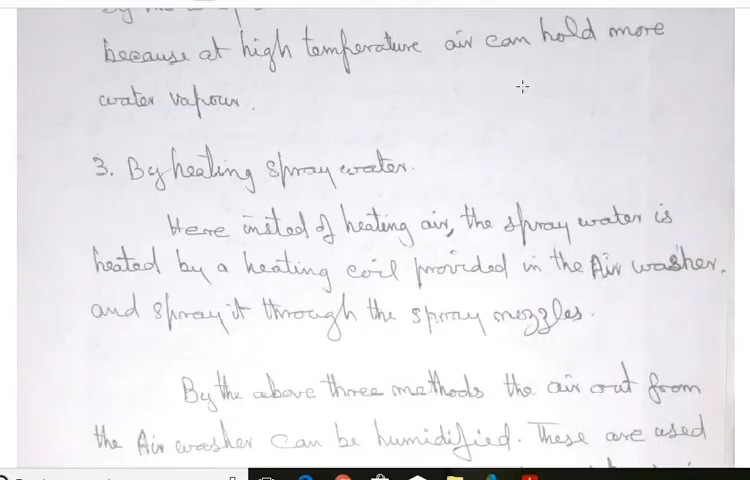 because at high temperature air can hold more
water vapour.
3. By heating spray water.
Here insted of heating air, the spray water is
heated by a heating coil provided in the Air washer.
and spray it through the spray nozzles.
By the above three methods the air out from
the Air washer can be humidified. These are used